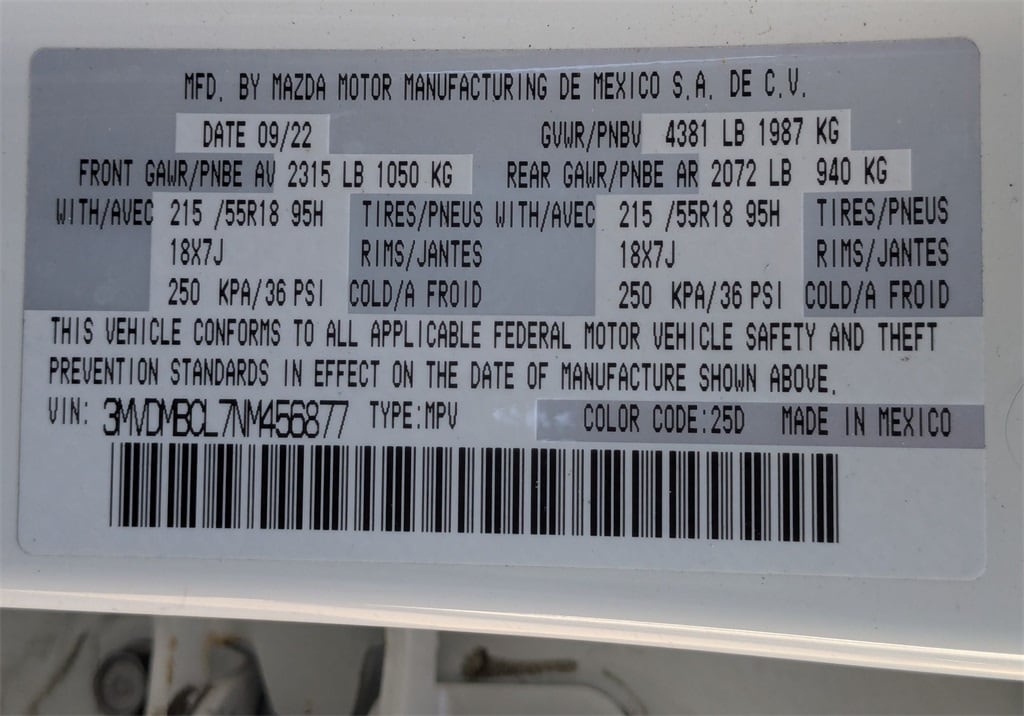 MFD. BY MAZDA MOTOR MANUFACTURING DE MEXICO S.A. DE C.V.
DATE 09/22 GVWR/PNBV 4381 LB 1987 KG
FRONT GAWR/PNBE AV 2315 LB 1050 KG REAR GAWR/PNBE AR 2072 LB 940 KG
WITH/AVEC 215 /55R18 95H TIRES/PNEUS WITH/AVEC 215 /55R18 95H TIRES/PNEUS
18X7J RIMS/JANTES 18X7J RIMS/JANTES
250 KPA/36 PSI COLD/A FROID 250 KPA/36 PSI COLD/A FROID
THIS VEHICLE CONFORMS TO ALL APPLICABLE FEDERAL MOTOR VEHICLE SAFETY AND THEFT
PREVENTION STANDARDS IN EFFECT ON THE DATE OF MANUFACTURE SHOWN ABOVE.
VIN: 3MVDMBCL7NM456877 TYPE:MPV COLOR CODE:25D MADE IN MEXICO